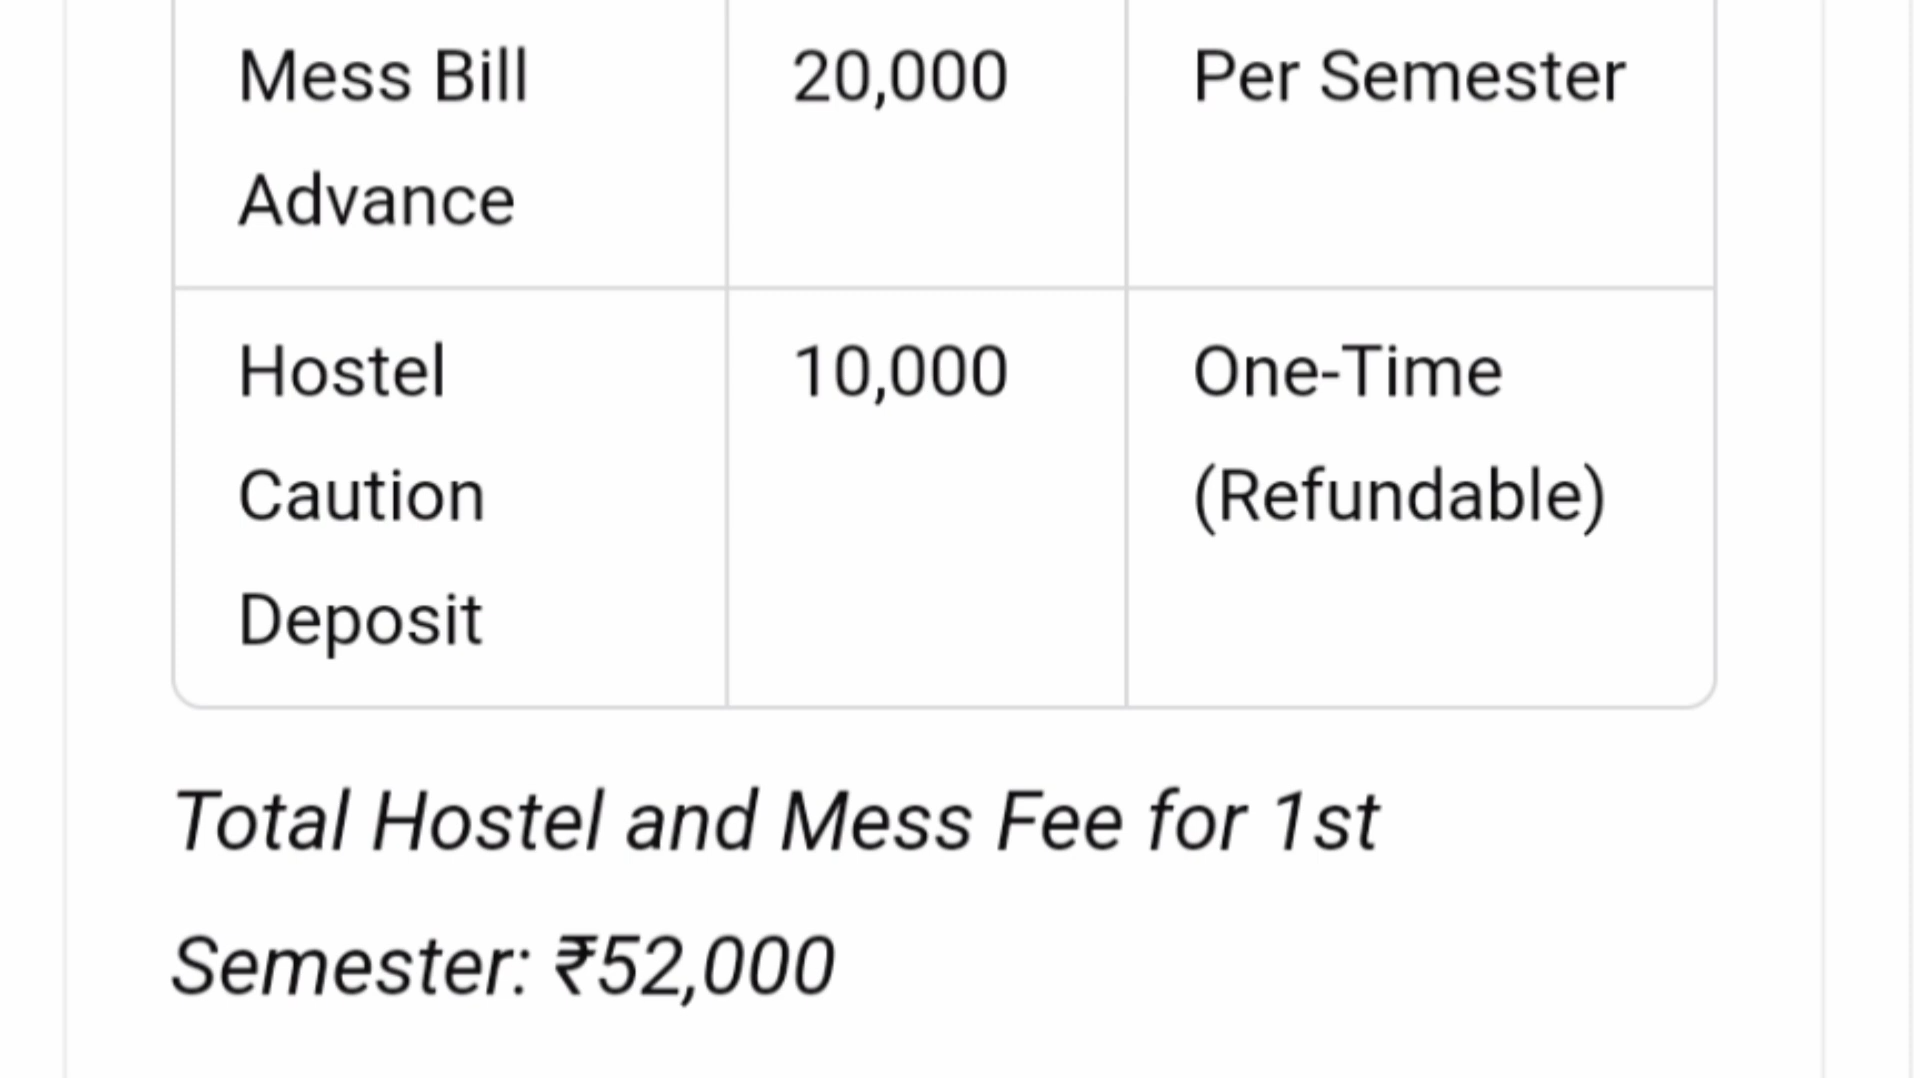 Mess Bill 20,000 Per Semester
Advance
Hostel 10,000 One-Time
Caution (Refundable)
Deposit
Total Hostel and Mess Fee for 1st
Semester: ₹52,000